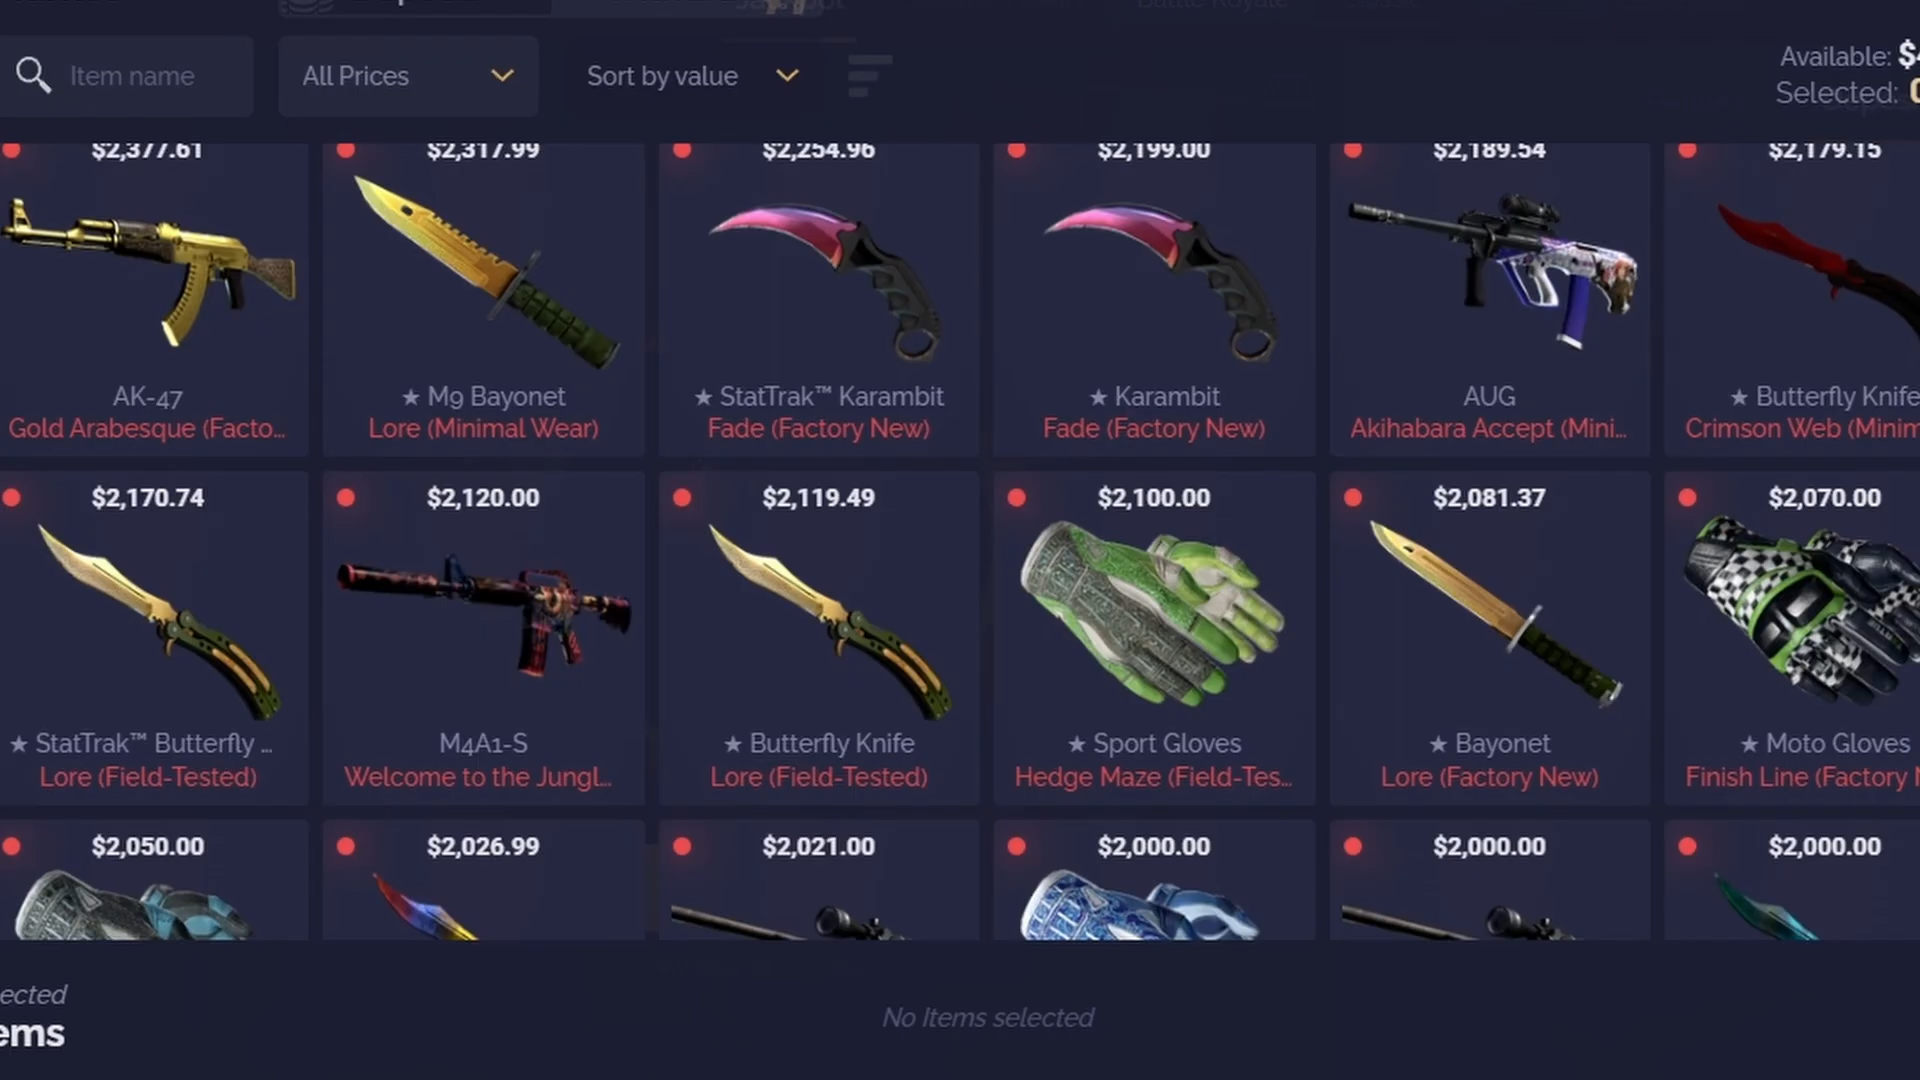 Battle Royale
Item name
All Prices
Sort by value
Available: $4
Selected: 0
$2,377.61
$2,317.99
$2,254.96
$2,199.00
$2,189.54
$2,179.15
AK-47
★ M9 Bayonet
★ StatTrak™ Karambit
★ Karambit
AUG
★ Butterfly Knife
Gold Arabesque (Facto...
Lore (Minimal Wear)
Fade (Factory New)
Fade (Factory New)
Akihabara Accept (Mini...
Crimson Web (Minim
$2,170.74
$2,120.00
$2,119.49
$2,100.00
$2,081.37
$2,070.00
★ StatTrak™ Butterfly ...
M4A1-S
★ Butterfly Knife
★ Sport Gloves
★ Bayonet
★ Moto Gloves
Lore (Field-Tested)
Welcome to the Jungl...
Lore (Field-Tested)
Hedge Maze (Field-Tes...
Lore (Factory New)
Finish Line (Factory N
$2,050.00
$2,026.99
$2,021.00
$2,000.00
$2,000.00
$2,000.00
ected
ems
No Items selected